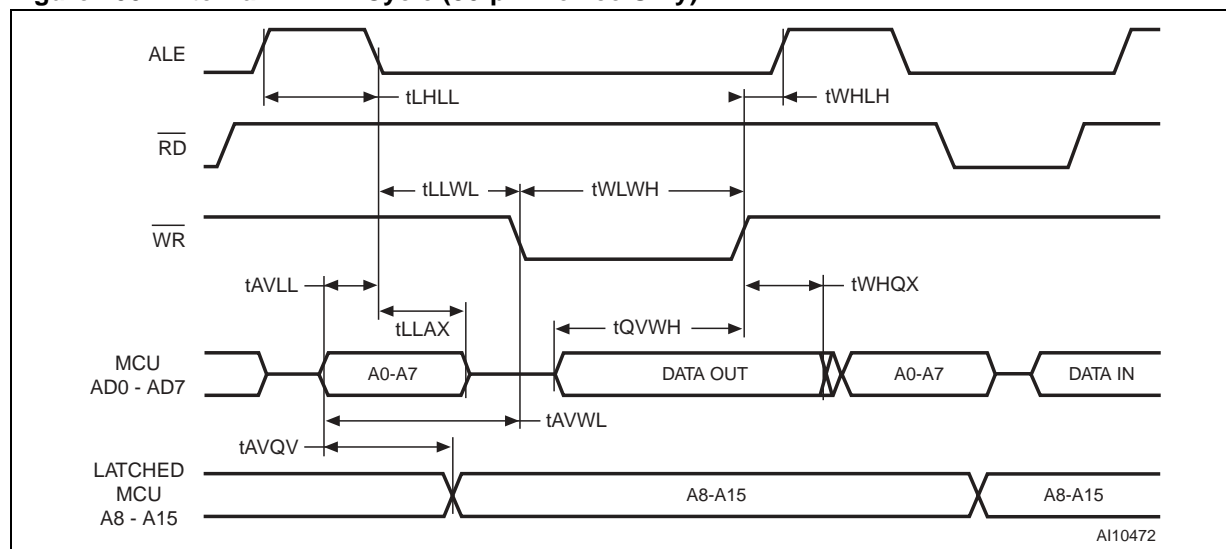 ALE
tLHLL
tWHLH
RD
tLLWL
tWLWH
WR
tAVLL
tLLAX
tWHQX
tQVWH
MCU
AD0 - AD7
A0-A7
DATA OUT
A0-A7
DATA IN
tAVWL
tAVQV
LATCHED
MCU
A8 - A15
A8-A15
A8-A15
AI10472